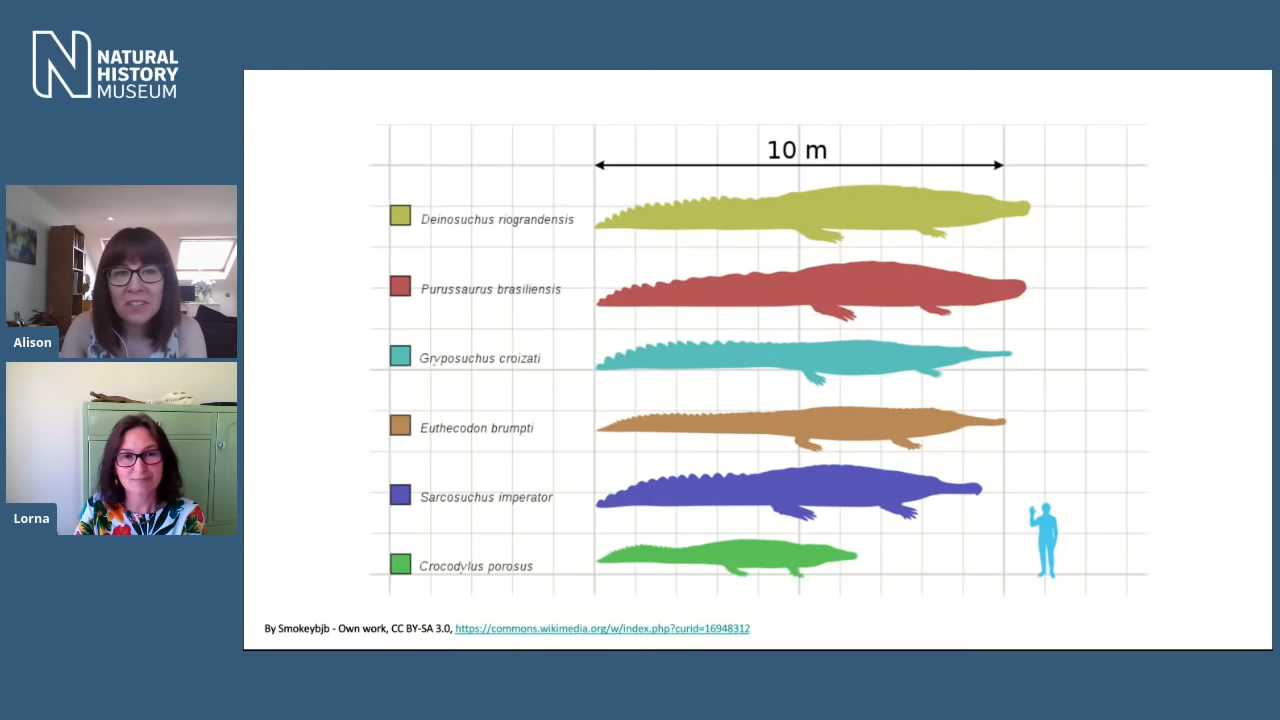 NATURAL
HISTORY
MUSEUM
Alison
Lorna
10 m
Deinosuchus riograndensis
Purussaurus brasiliensis
Gryposuchus croizati
Euthecodon brumpti
Sarcosuchus imperator
Crocodylus porosus
By Smokeybjb - Own work, CC BY-SA 3.0, https://commons.wikimedia.org/w/index.php?curid=16948312